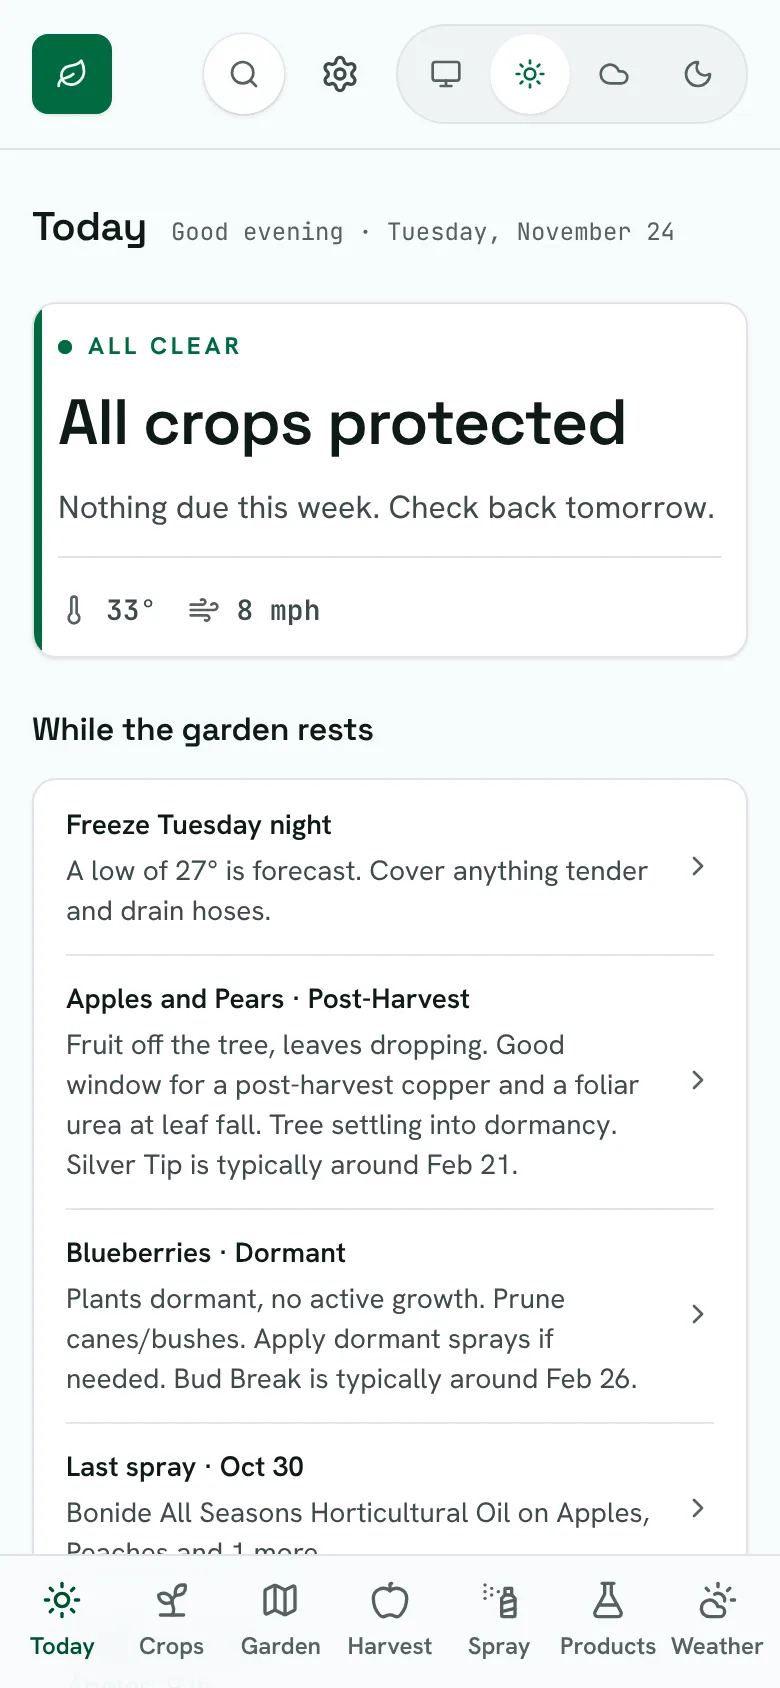 Today Good evening · Tuesday, November 24
ALL CLEAR
All crops protected
Nothing due this week. Check back tomorrow.
33° 8 mph
While the garden rests
Freeze Tuesday night
A low of 27° is forecast. Cover anything tender
and drain hoses.
Apples and Pears · Post-Harvest
Fruit off the tree, leaves dropping. Good
window for a post-harvest copper and a foliar
urea at leaf fall. Tree settling into dormancy.
Silver Tip is typically around Feb 21.
Blueberries · Dormant
Plants dormant, no active growth. Prune
canes/bushes. Apply dormant sprays if
needed. Bud Break is typically around Feb 26.
Last spray · Oct 30
Bonide All Seasons Horticultural Oil on Apples,
Peaches and 1 more
Today Crops Garden Harvest Spray Products Weather